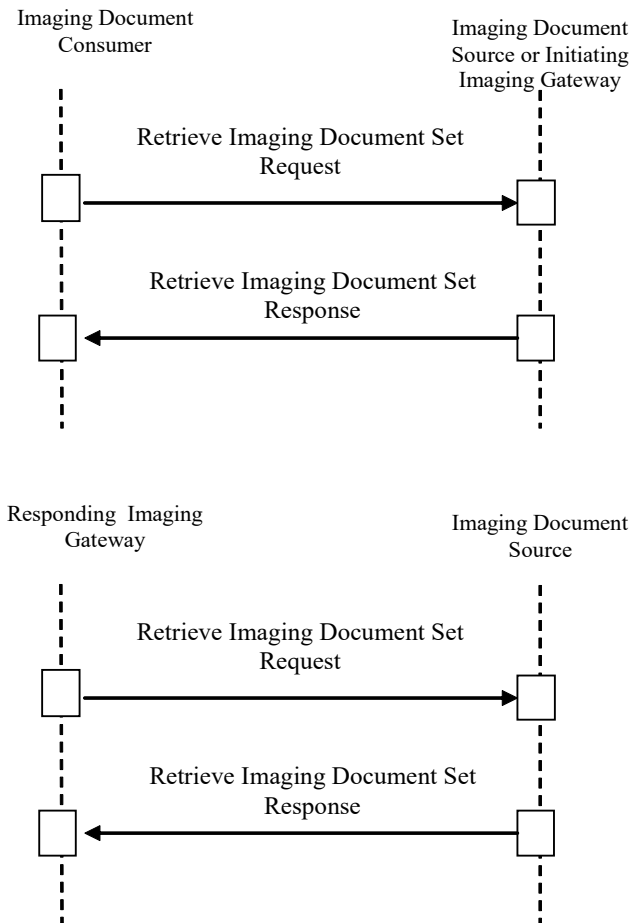 Imaging Document
Consumer
Imaging Document
Source or Initiating
Imaging Gateway
Retrieve Imaging Document Set
Request
Retrieve Imaging Document Set
Response
Responding Imaging
Gateway
Imaging Document
Source
Retrieve Imaging Document Set
Request
Retrieve Imaging Document Set
Response